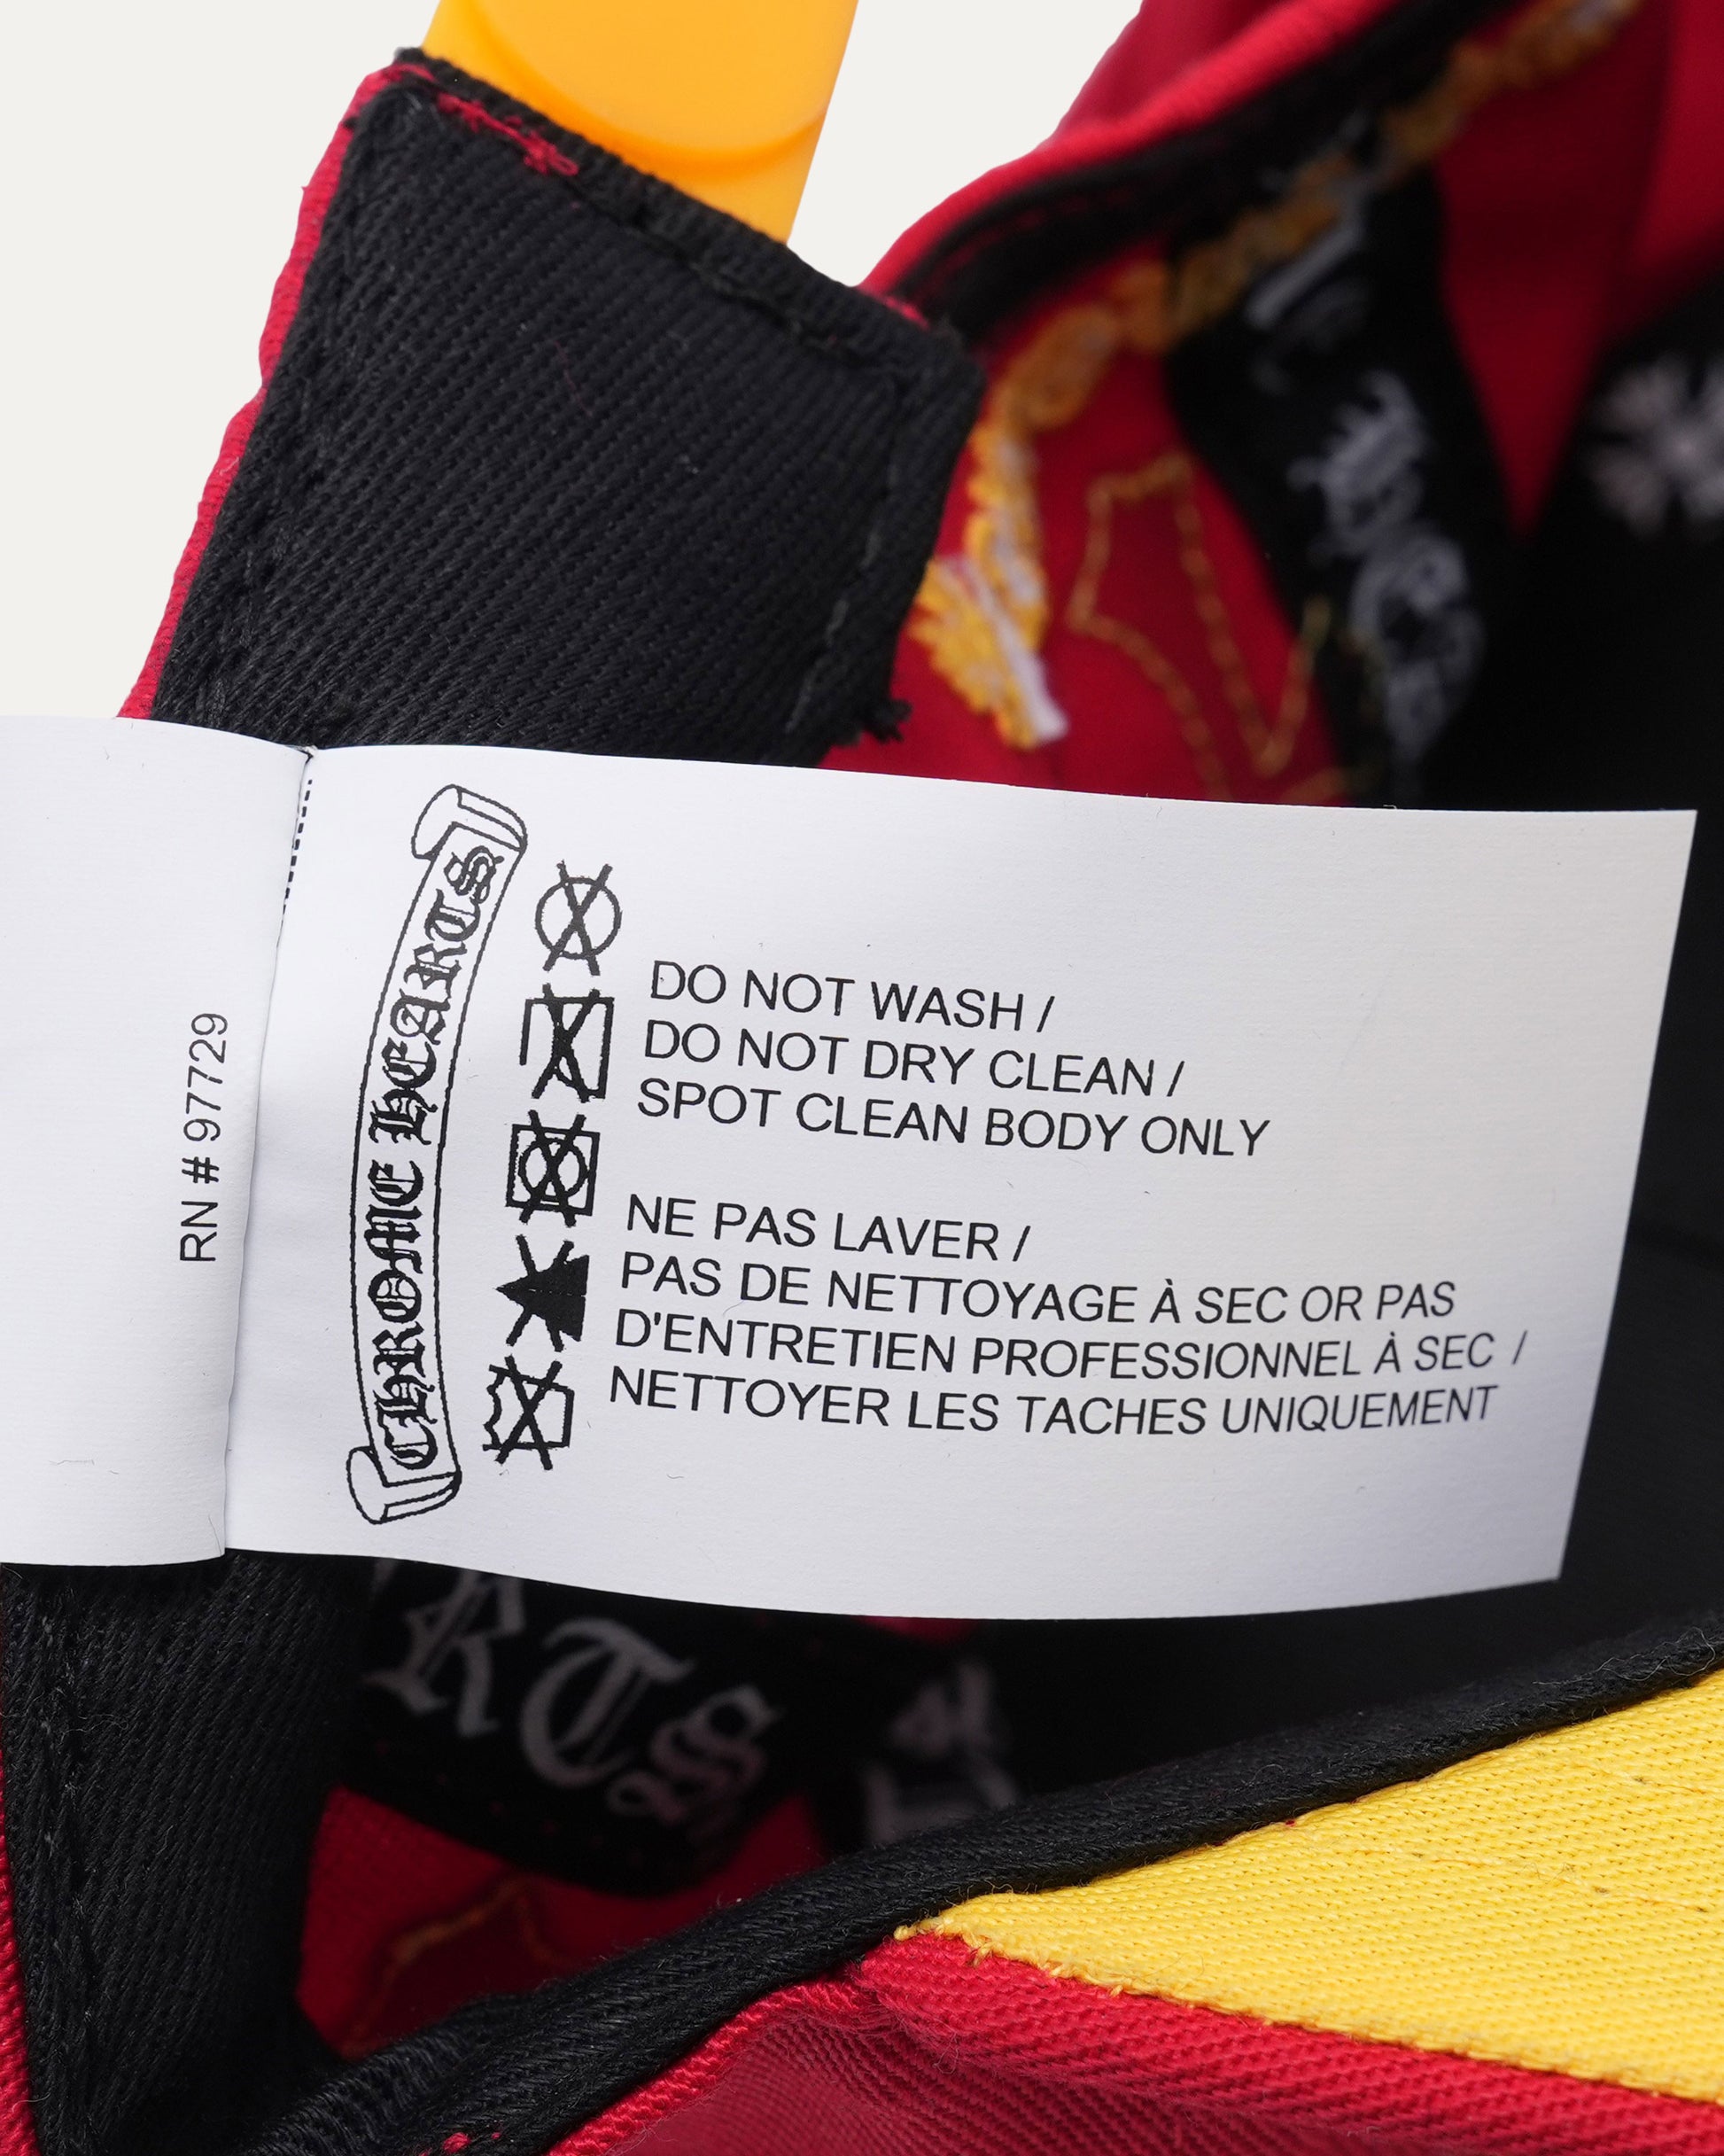 RN # 97729
CHROME HEARTS
DO NOT WASH /
DO NOT DRY CLEAN /
SPOT CLEAN BODY ONLY
NE PAS LAVER /
PAS DE NETTOYAGE À SEC OR PAS
D'ENTRETIEN PROFESSIONNEL À SEC /
NETTOYER LES TACHES UNIQUEMENT
RTS